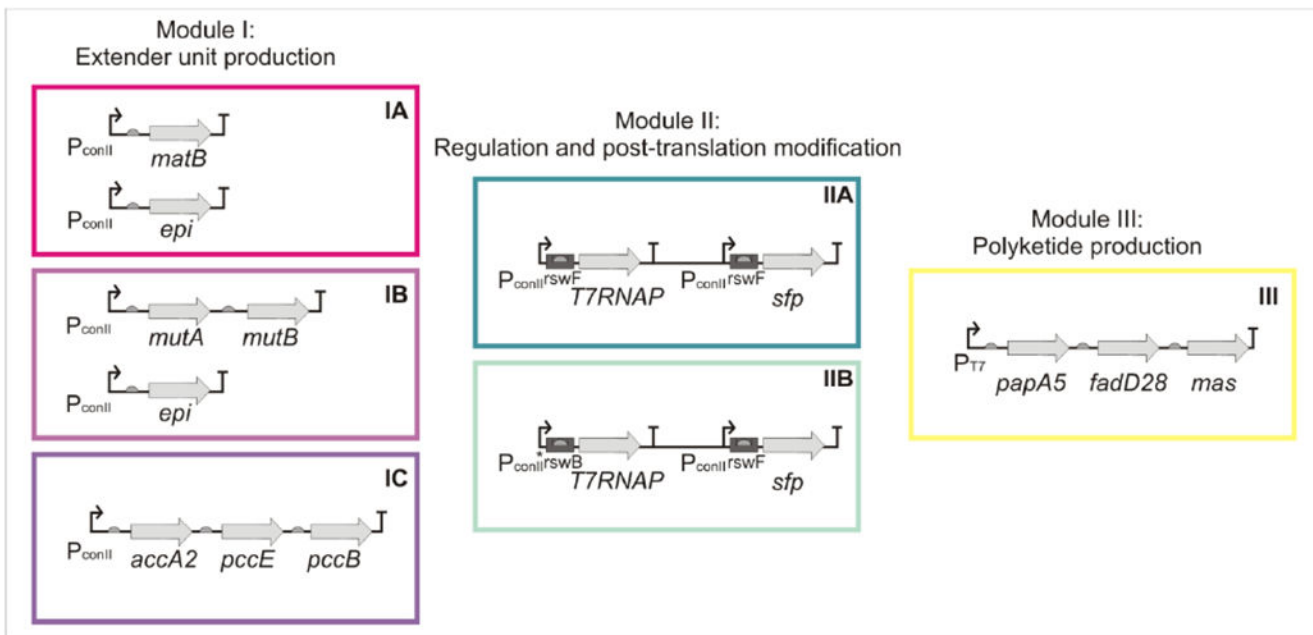 Module I:
Extender unit production
IA
PconII
matB
PconII
epi
IB
PconII
mutA mutB
PconII
epi
IC
PconII
accA2 pccE pccB
Module II:
Regulation and post-translation modification
IIA
PconII rswF PconII rswF
T7RNAP sfp
IIB
PconII* rswB PconII rswF
T7RNAP sfp
Module III:
Polyketide production
III
PT7
papA5 fadD28 mas